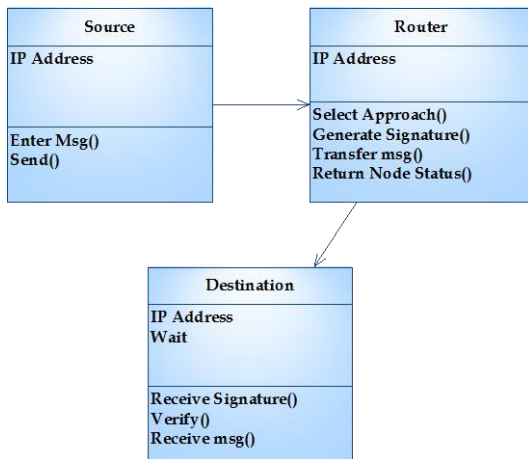 Source
IP Address
Enter Msg()
Send()
Router
IP Address
Select Approach()
Generate Signature()
Transfer msg()
Return Node Status()
Destination
IP Address
Wait
Receive Signature()
Verify()
Receive msg()